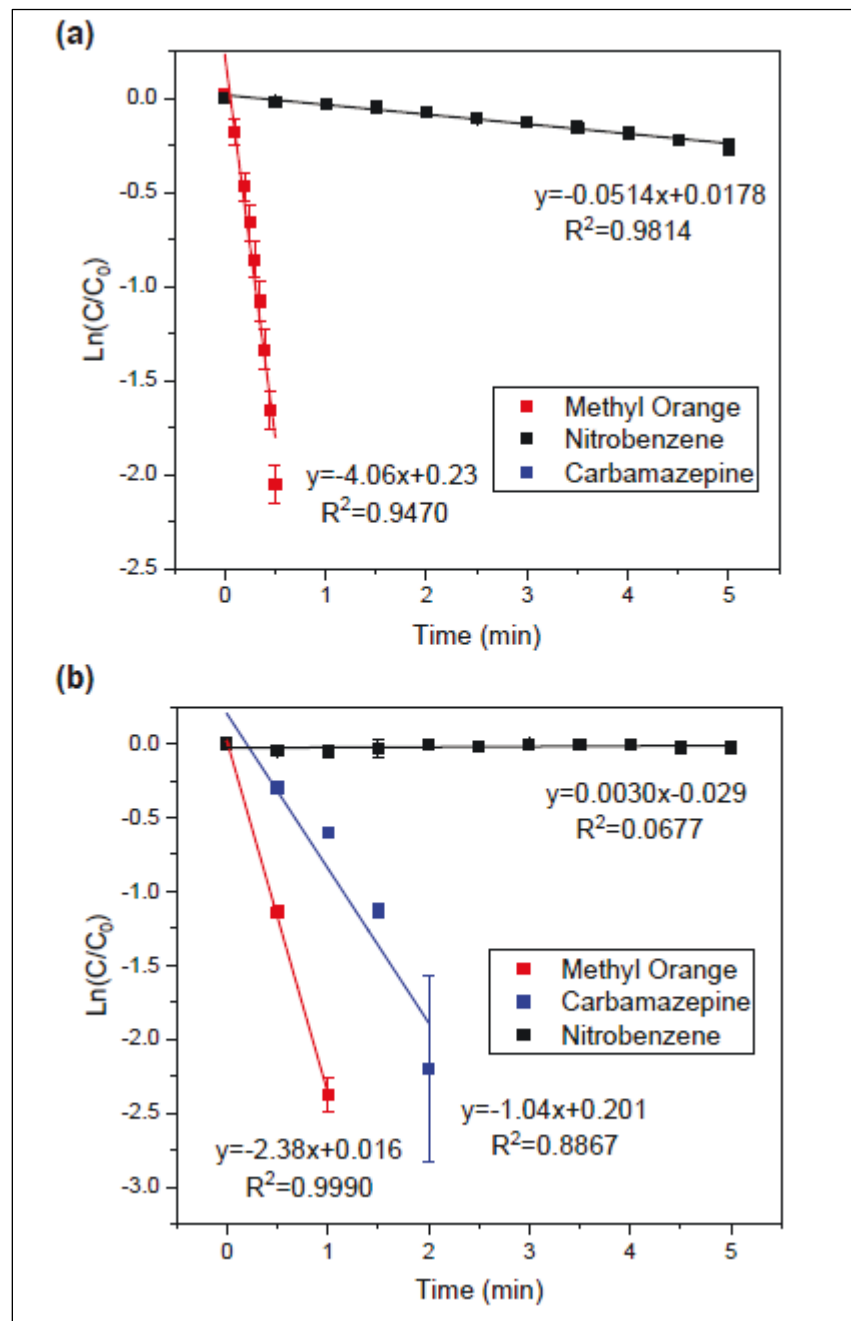 (a)
0.0
-0.5
-1.0
-1.5
-2.0
-2.5
Ln(C/C₀)
y=-0.0514x+0.0178
R²=0.9814
Methyl Orange
Nitrobenzene
Carbamazepine
y=-4.06x+0.23
R²=0.9470
0 1 2 3 4 5
Time (min)
(b)
0.0
-0.5
-1.0
-1.5
-2.0
-2.5
-3.0
Ln(C/C₀)
y=0.0030x-0.029
R²=0.0677
Methyl Orange
Carbamazepine
Nitrobenzene
y=-1.04x+0.201
R²=0.8867
y=-2.38x+0.016
R²=0.9990
0 1 2 3 4 5
Time (min)